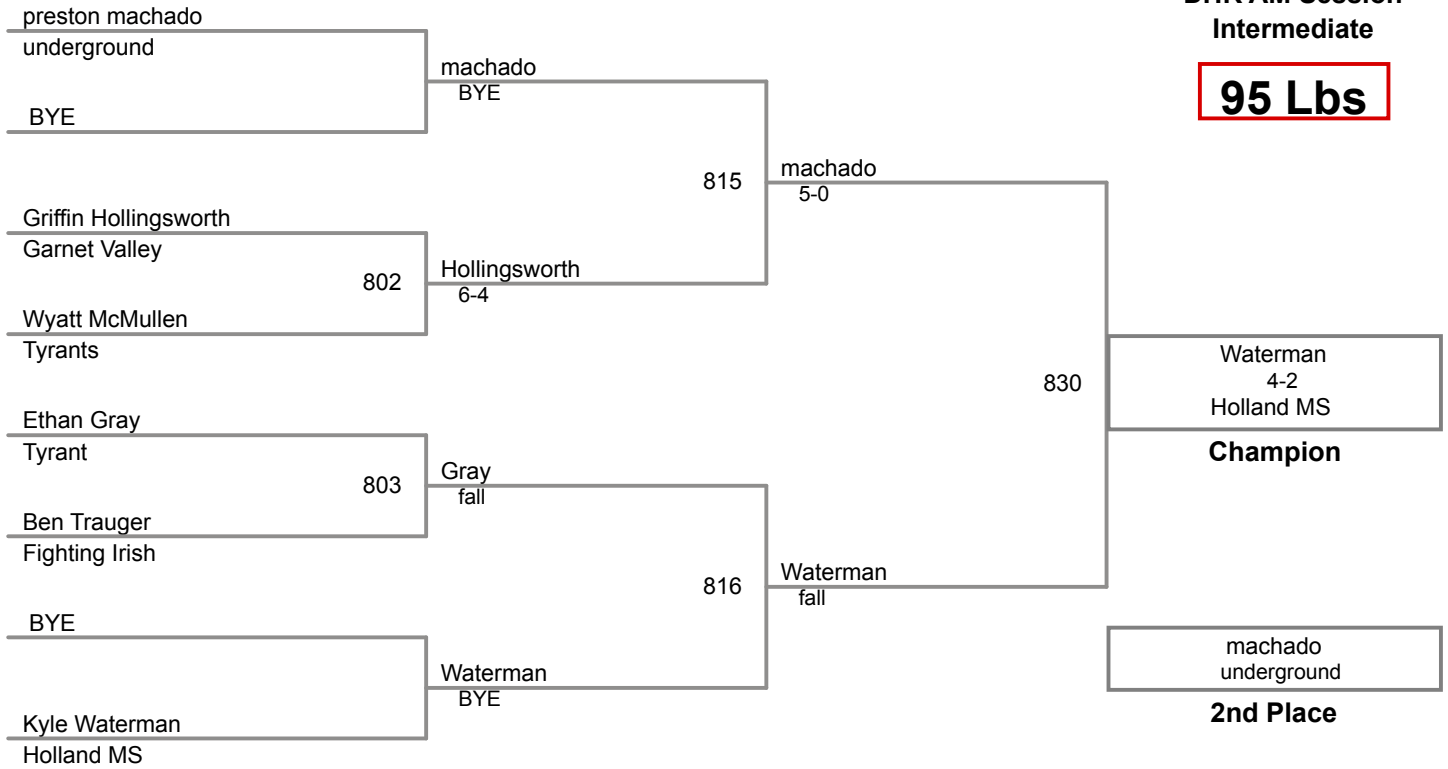 Intermediate
95 Lbs
preston machado
underground
BYE
Griffin Hollingsworth
Garnet Valley
802
Wyatt McMullen
Tyrants
Ethan Gray
Tyrant
803
Ben Trauger
Fighting Irish
BYE
Kyle Waterman
Holland MS
machado
BYE
815
Hollingsworth
6-4
Gray
fall
816
Waterman
BYE
machado
5-0
830
Waterman
fall
Waterman
4-2
Holland MS
Champion
machado
underground
2nd Place